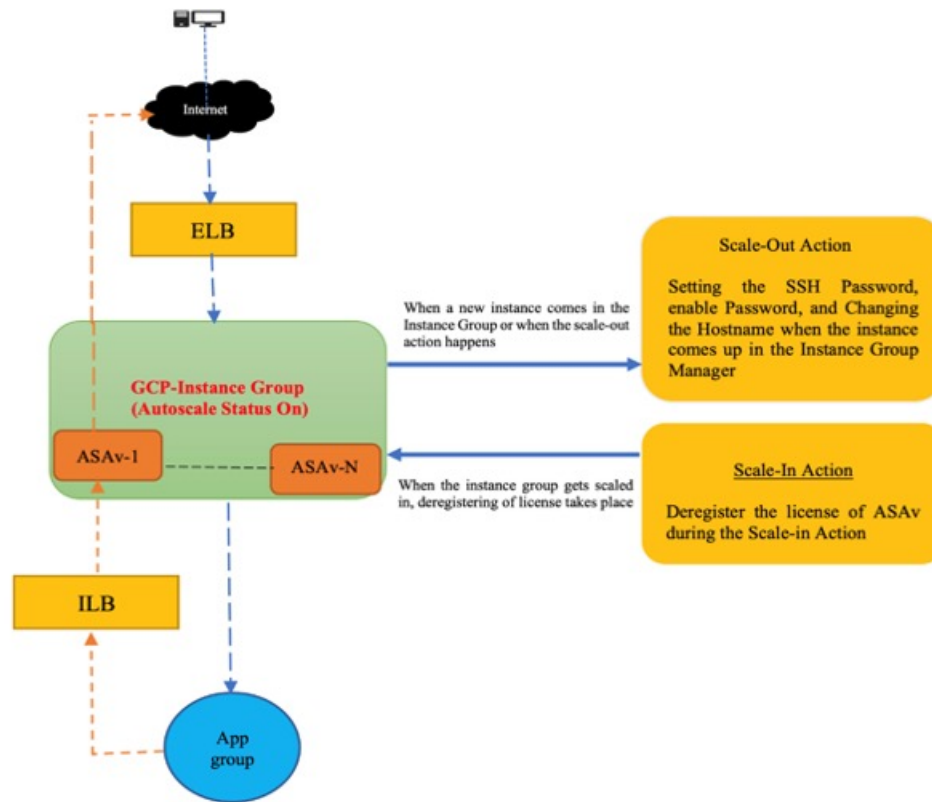 Internet
ELB
When a new instance comes in the
Instance Group or when the scale-out
action happens
Scale-Out Action
Setting the SSH Password,
enable Password, and Changing
the Hostname when the instance
comes up in the Instance Group
Manager
GCP-Instance Group
(Autoscale Status On)
ASAv-1
ASAv-N
When the instance group gets scaled
in, deregistering of license takes place
Scale-In Action
Deregister the license of ASAv
during the Scale-in Action
ILB
App
group